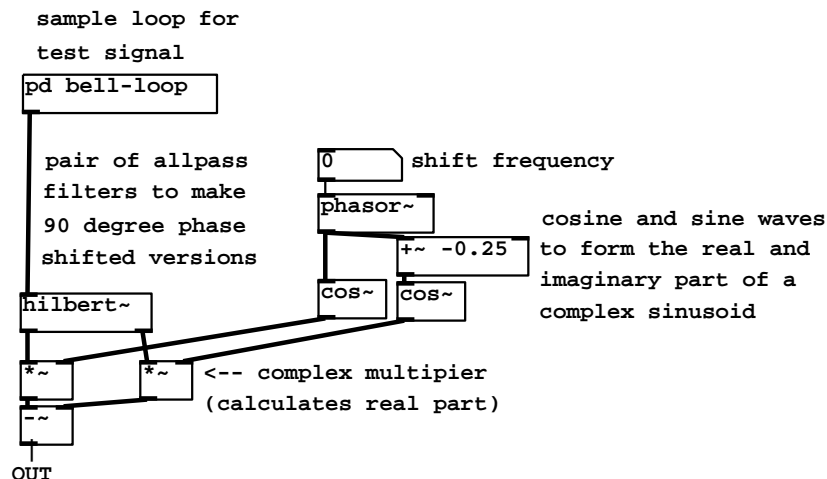 sample loop for
test signal
pd bell-loop
pair of allpass
filters to make
90 degree phase
shifted versions
0
shift frequency
phasor~
+~ -0.25
cosine and sine waves
to form the real and
imaginary part of a
complex sinusoid
cos~
cos~
hilbert~
*~
*~
<-- complex multipier
(calculates real part)
-~
OUT